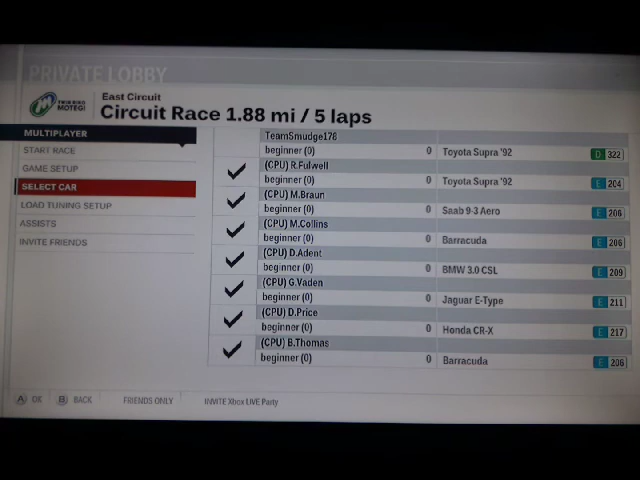 PRIVATE LOBBY
TWIN RING
MOTEGI
East Circuit
Circuit Race 1.88 mi / 5 laps
MULTIPLAYER
START RACE
GAME SETUP
SELECT CAR
LOAD TUNING SETUP
ASSISTS
INVITE FRIENDS
TeamSmudge178
beginner (0) 0 Toyota Supra '92 D 322
(CPU) R.Fulwell
beginner (0) 0 Toyota Supra '92 E 204
(CPU) M.Braun
beginner (0) 0 Saab 9-3 Aero E 206
(CPU) M.Collins
beginner (0) 0 Barracuda E 206
(CPU) D.Adent
beginner (0) 0 BMW 3.0 CSL E 209
(CPU) G.Vaden
beginner (0) 0 Jaguar E-Type E 211
(CPU) D.Price
beginner (0) 0 Honda CR-X E 217
(CPU) B.Thomas
beginner (0) 0 Barracuda E 206
A OK B BACK FRIENDS ONLY INVITE Xbox LIVE Party